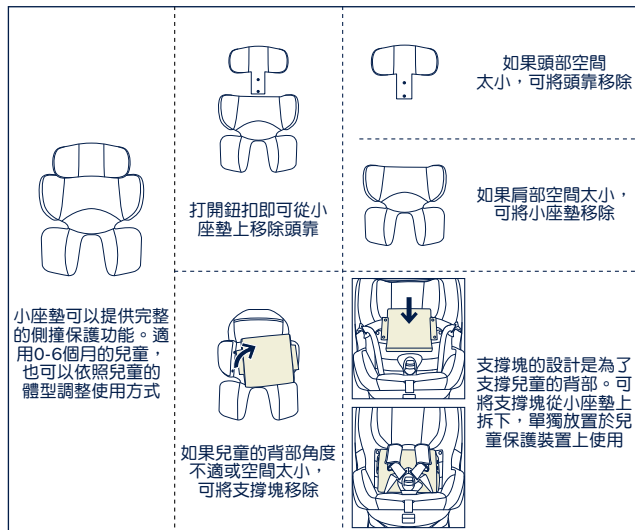 小座墊可以提供完整
的側撞保護功能。適
用0-6個月的兒童，
也可以依照兒童的
體型調整使用方式
打開鈕扣即可從小
座墊上移除頭靠
如果頭部空間
太小，可將頭靠移除
如果肩部空間太小，
可將小座墊移除
如果兒童的背部角度
不適或空間太小，
可將支撐塊移除
支撐塊的設計是為了
支撐兒童的背部。可
將支撐塊從小座墊上
拆下，單獨放置於兒
童保護裝置上使用